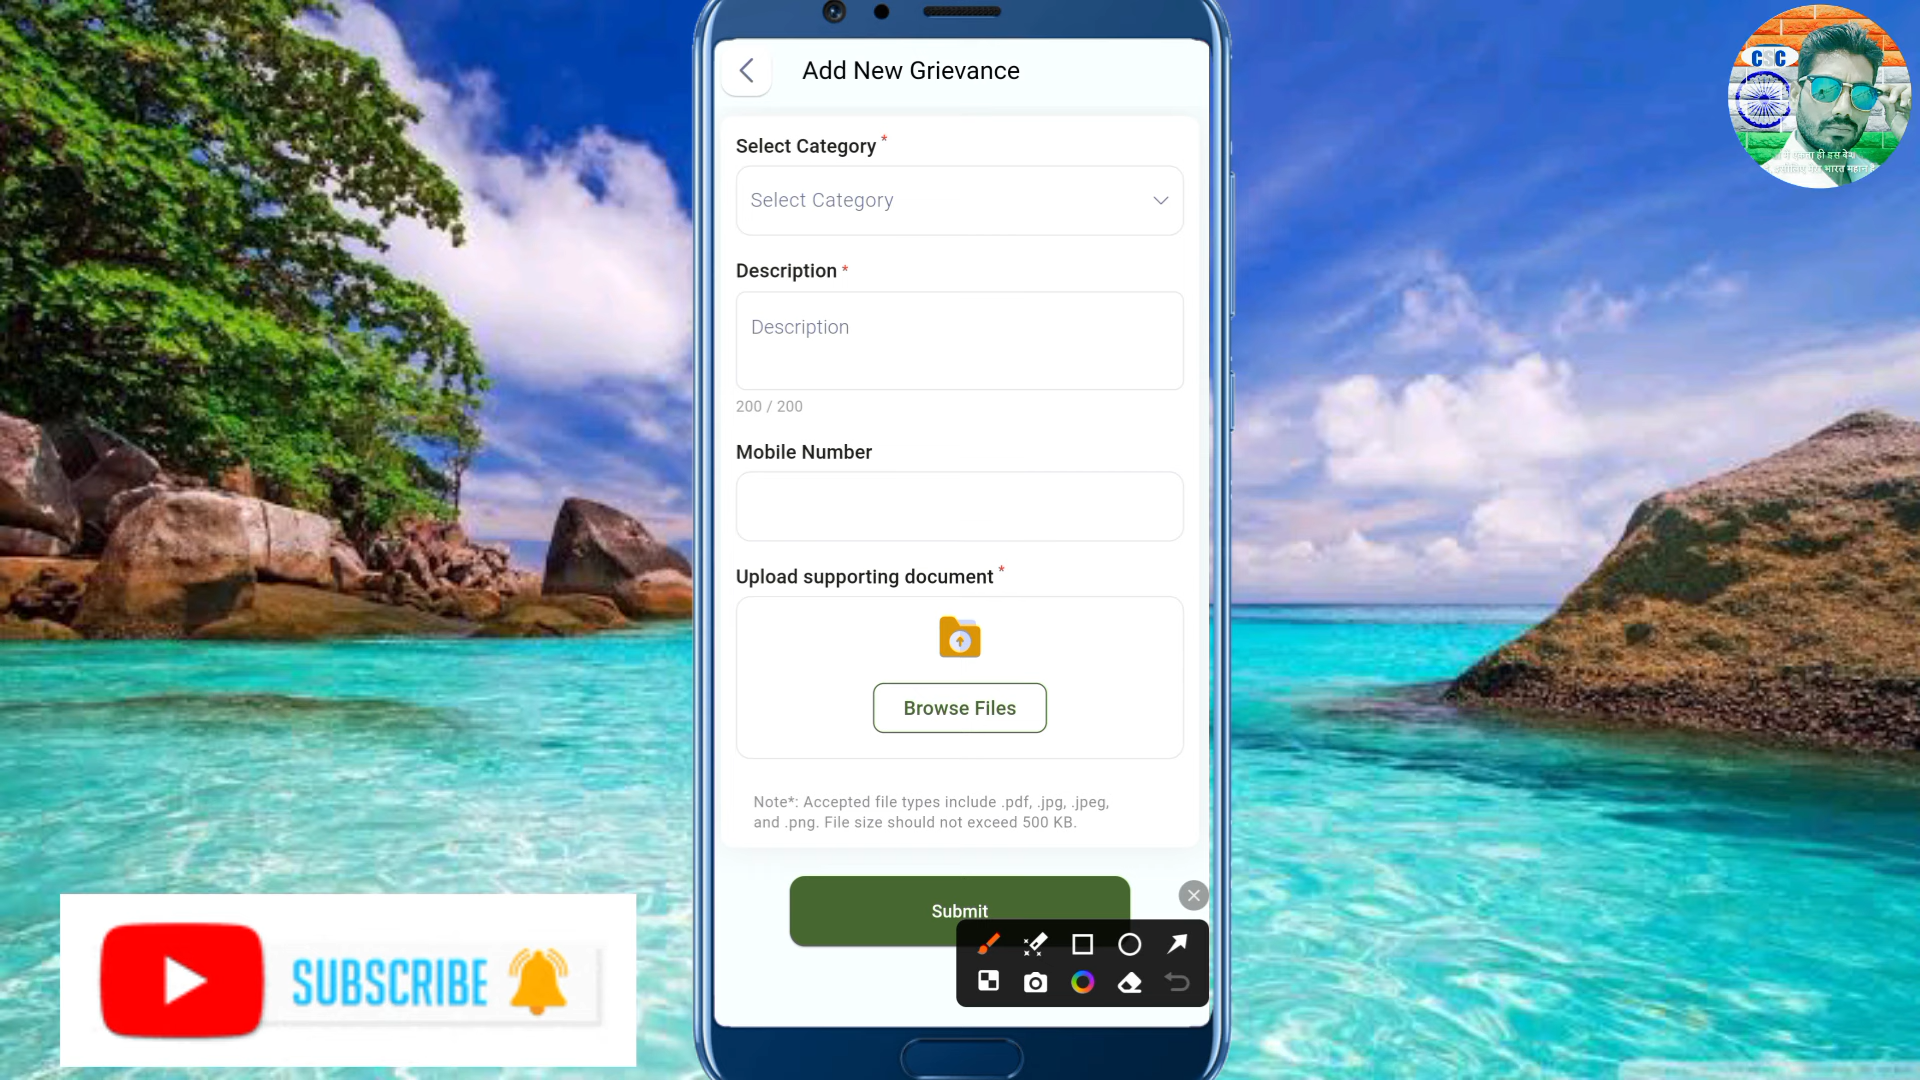 Add New Grievance
CSC
Select Category *
Select Category
Description *
Description
200 / 200
Mobile Number
Upload supporting document *
Browse Files
Note*: Accepted file types include .pdf, .jpg, .jpeg,
and .png. File size should not exceed 500 KB.
Submit
SUBSCRIBE